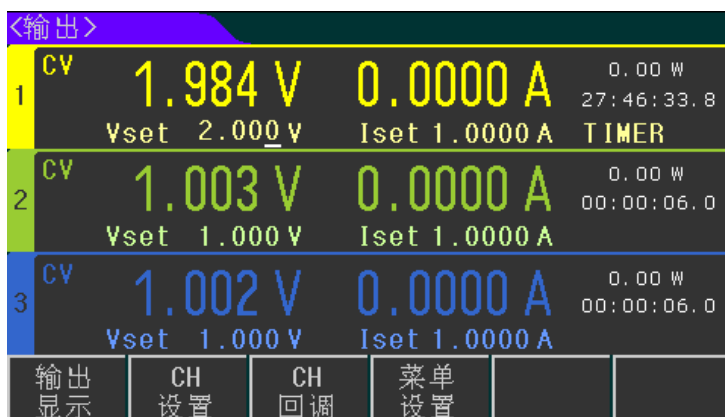 <输出>
CV 1.984 V 0.0000 A 0.00 W
1 27:46:33.8
Vset 2.000 V Iset 1.0000 A TIMER
CV 1.003 V 0.0000 A 0.00 W
2 00:00:06.0
Vset 1.000 V Iset 1.0000 A
CV 1.002 V 0.0000 A 0.00 W
3 00:00:06.0
Vset 1.000 V Iset 1.0000 A
输出 CH CH 菜单
显示 设置 回调 设置